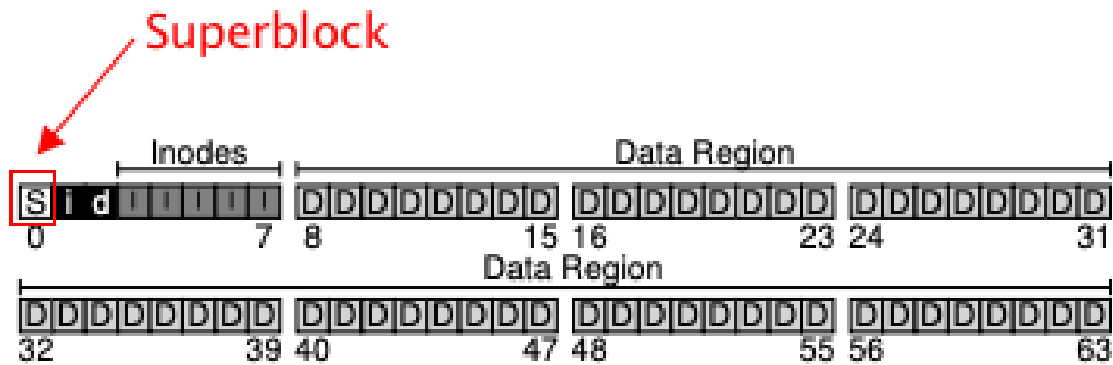 Superblock
Inodes Data Region
S i d I I I I I D D D D D D D D D D D D D D D D D D D D D D D D
0 7 8 15 16 23 24 31
Data Region
D D D D D D D D D D D D D D D D D D D D D D D D D D D D D D D D
32 39 40 47 48 55 56 63